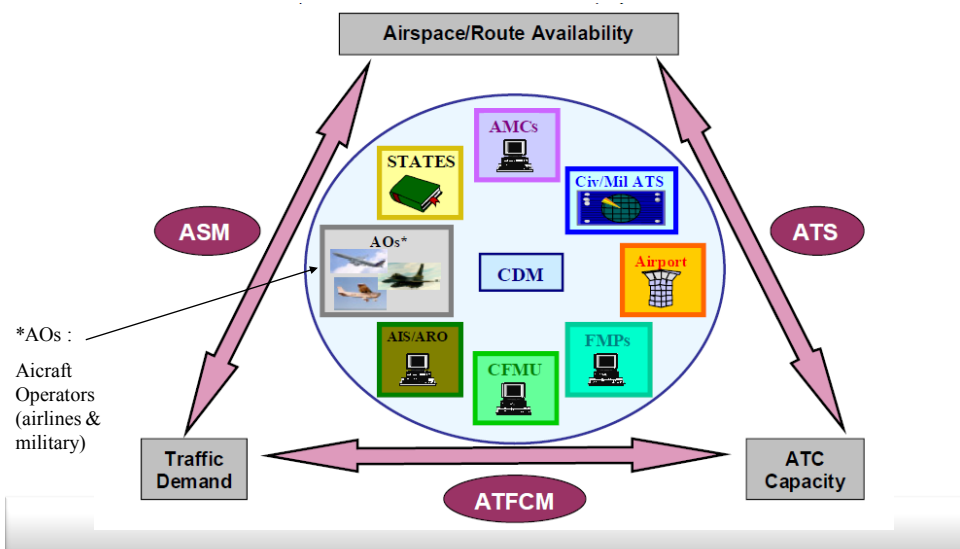 Airspace/Route Availability
AMCs
STATES
Civ/Mil ATS
ASM
ATS
AOs*
Airport
CDM
*AOs :
Aicraft
Operators
(airlines &
military)
AIS/ARO
FMPs
CFMU
Traffic
Demand
ATC
Capacity
ATFCM